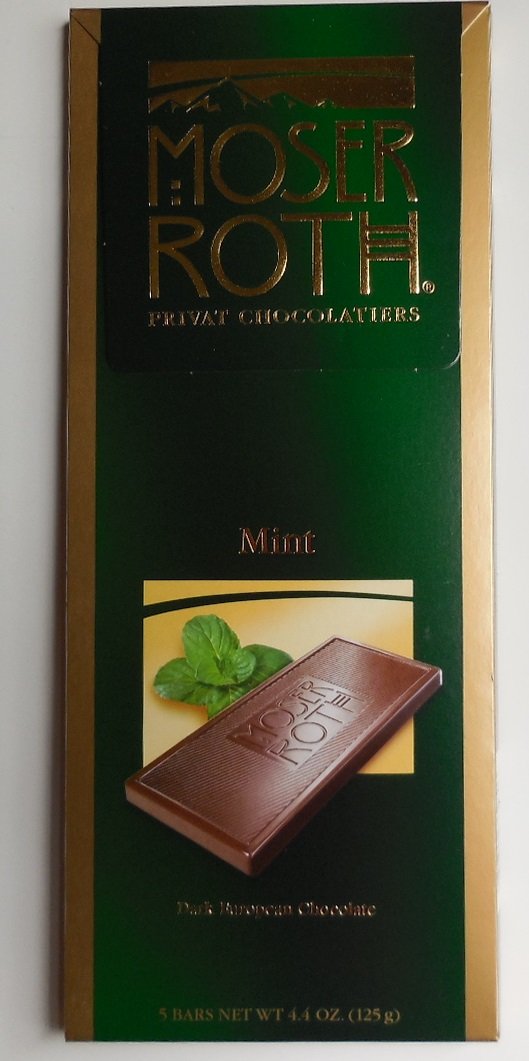 MOSER
ROTH®
PRIVAT CHOCOLATIERS
Mint
MOSER
ROTH
Dark European Chocolate
5 BARS NET WT 4.4 OZ. (125 g)